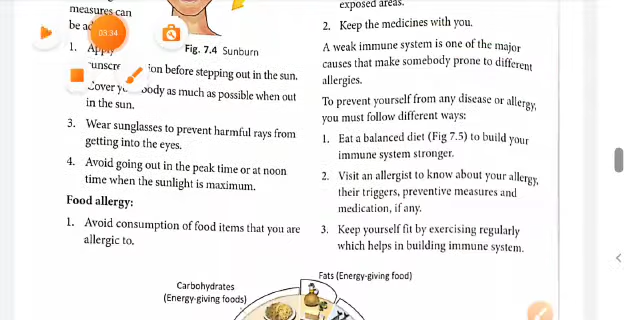 measures can
be
03:34
1. Apply
Fig. 7.4 Sunburn
ion before stepping out in the sun.
Cover body as much as possible when out
in the sun.
3. Wear sunglasses to prevent harmful rays from
getting into the eyes.
4. Avoid going out in the peak time or at noon
time when the sunlight is maximum.
Food allergy:
1. Avoid consumption of food items that you are
allergic to.
Carbohydrates
(Energy-giving foods)
exposed areas.
2. Keep the medicines with you.
A weak immune system is one of the major
causes that make somebody prone to different
allergies.
To prevent yourself from any disease or allergy,
you must follow different ways:
1. Eat a balanced diet (Fig 7.5) to build your
immune system stronger.
2. Visit an allergist to know about your allergy,
their triggers, preventive measures and
medication, if any.
3. Keep yourself fit by exercising regularly
which helps in building immune system.
Fats (Energy-giving food)